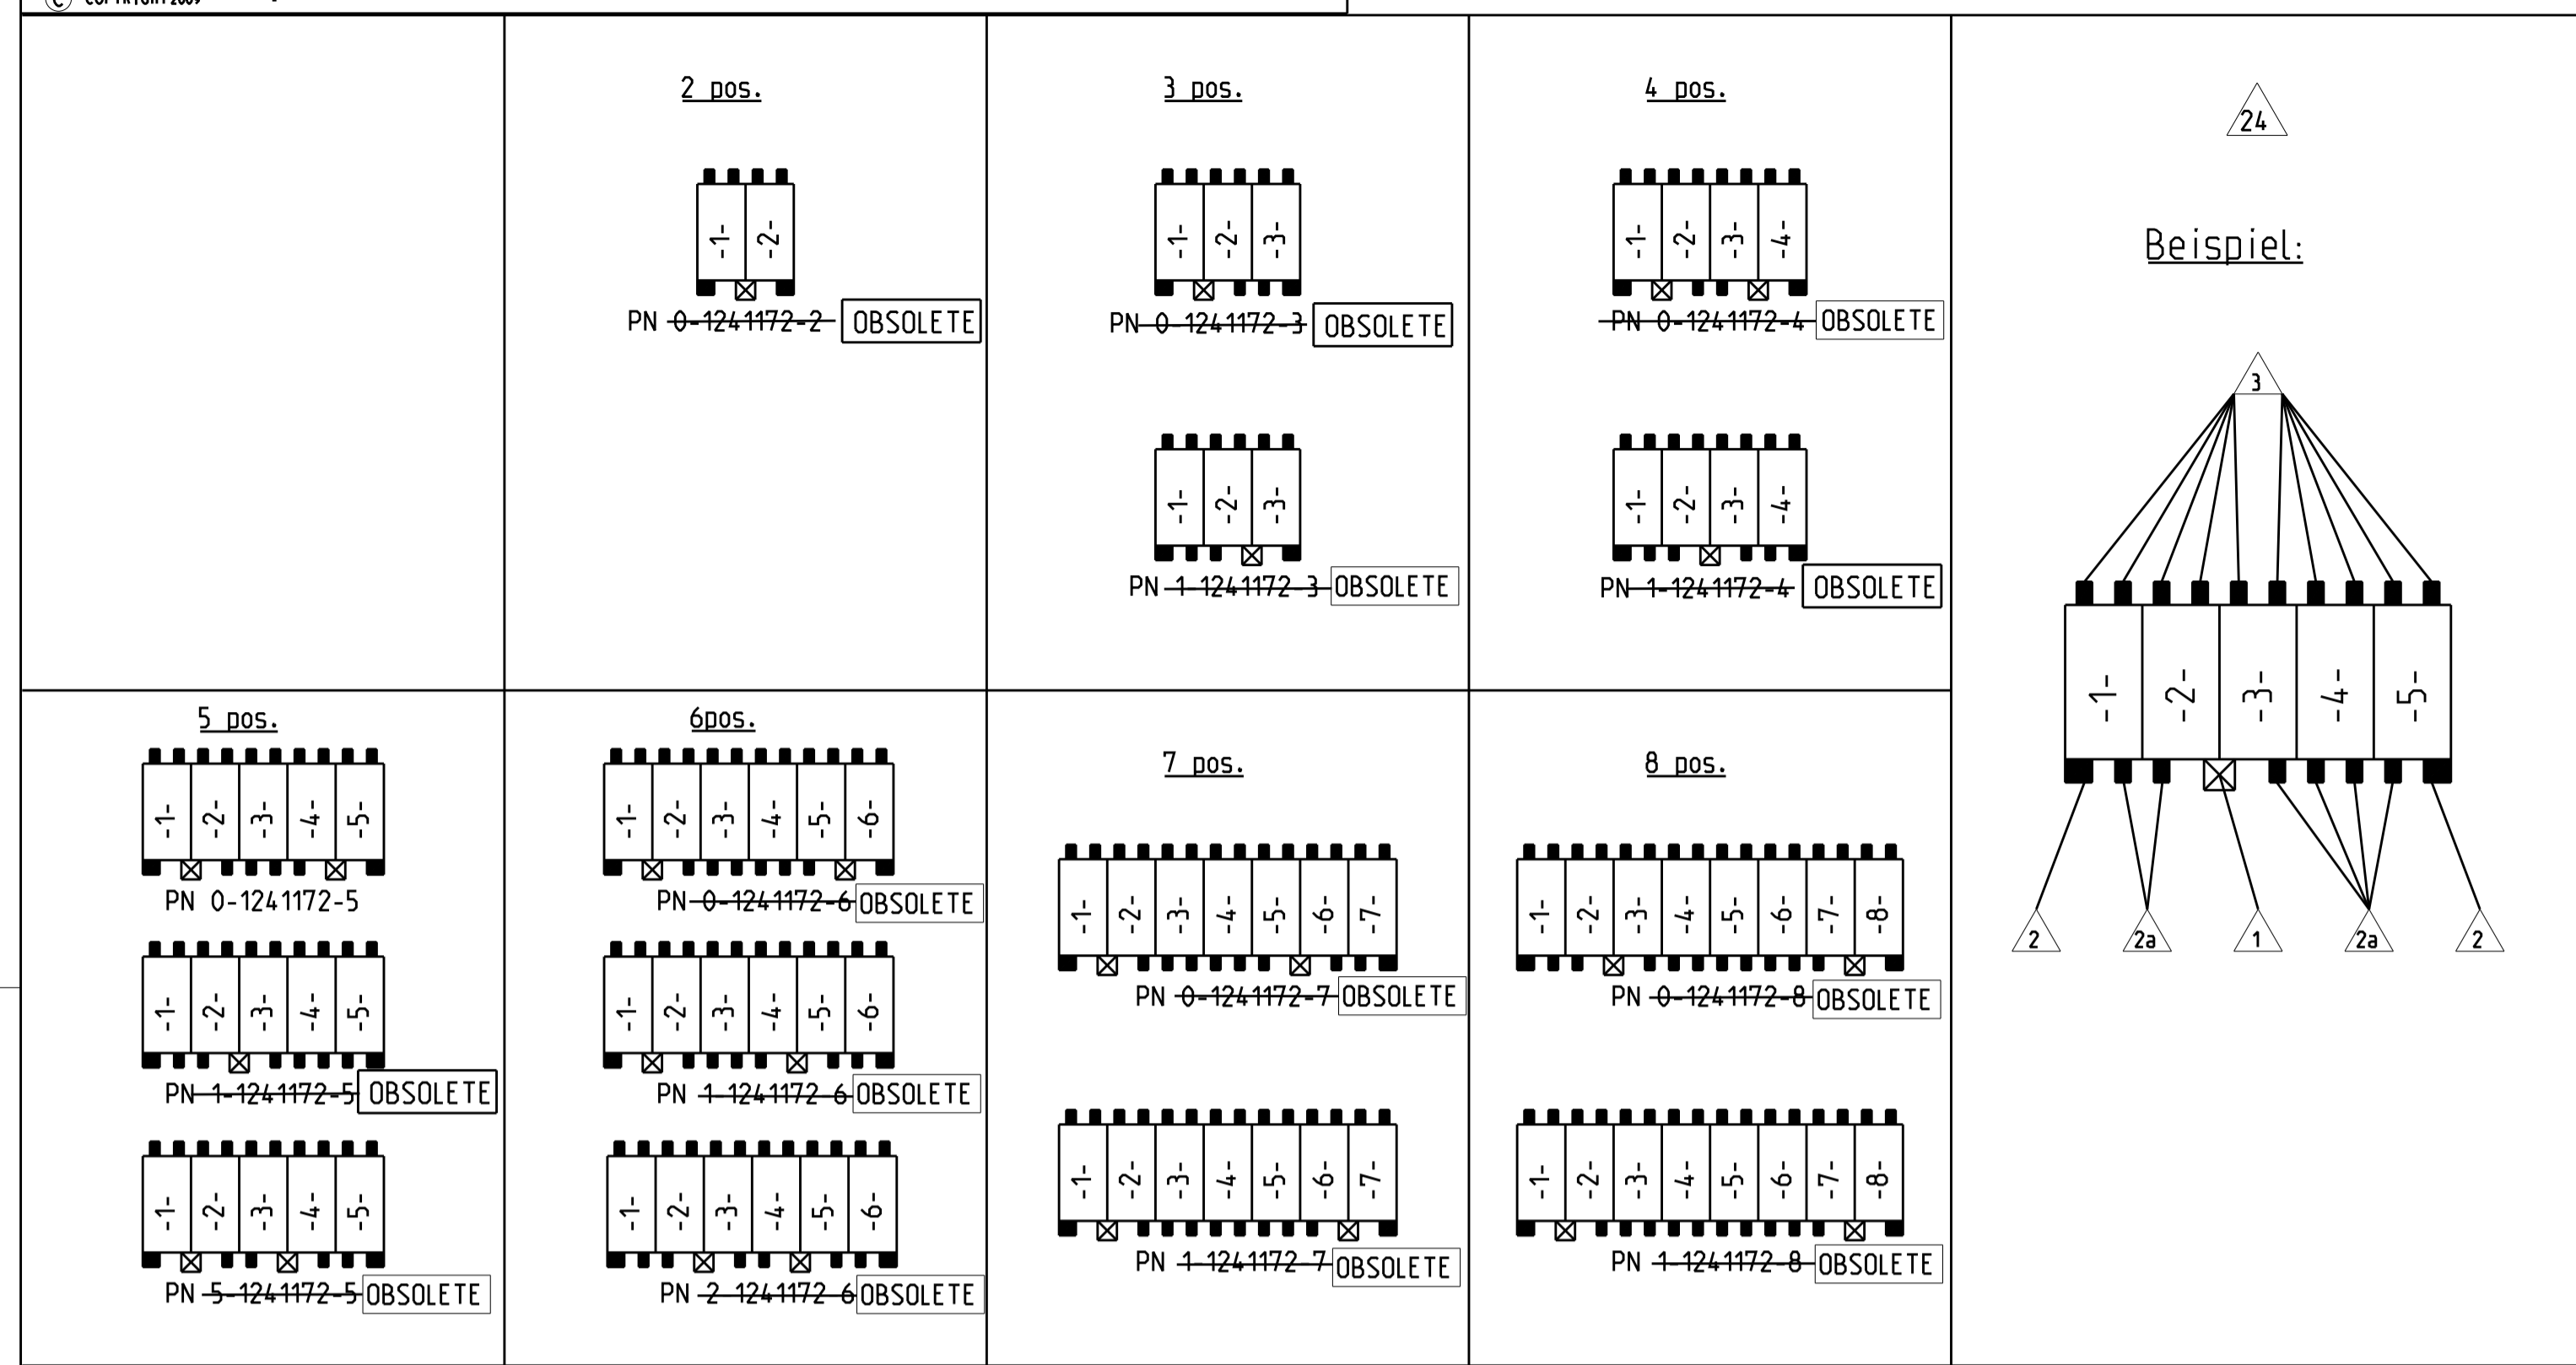 C COPYRIGHT 2009
2 pos.
-1- -2-
PN 0-1241172-2 OBSOLETE
3 pos.
-1- -2- -3-
PN 0-1241172-3 OBSOLETE
-1- -2- -3-
PN 1-1241172-3 OBSOLETE
4 pos.
-1- -2- -3- -4-
PN 0-1241172-4 OBSOLETE
-1- -2- -3- -4-
PN 1-1241172-4 OBSOLETE
5 pos.
-1- -2- -3- -4- -5-
PN 0-1241172-5
-1- -2- -3- -4- -5-
PN 1-1241172-5 OBSOLETE
-1- -2- -3- -4- -5-
PN 5-1241172-5 OBSOLETE
6pos.
-1- -2- -3- -4- -5- -6-
PN 0-1241172-6 OBSOLETE
-1- -2- -3- -4- -5- -6-
PN 1-1241172-6 OBSOLETE
-1- -2- -3- -4- -5- -6-
PN 2-1241172-6 OBSOLETE
7 pos.
-1- -2- -3- -4- -5- -6- -7-
PN 0-1241172-7 OBSOLETE
-1- -2- -3- -4- -5- -6- -7-
PN 1-1241172-7 OBSOLETE
8 pos.
-1- -2- -3- -4- -5- -6- -7- -8-
PN 0-1241172-8 OBSOLETE
-1- -2- -3- -4- -5- -6- -7- -8-
PN 1-1241172-8 OBSOLETE
24
Beispiel:
3
-1- -2- -3- -4- -5-
2 2a 1 2a 2